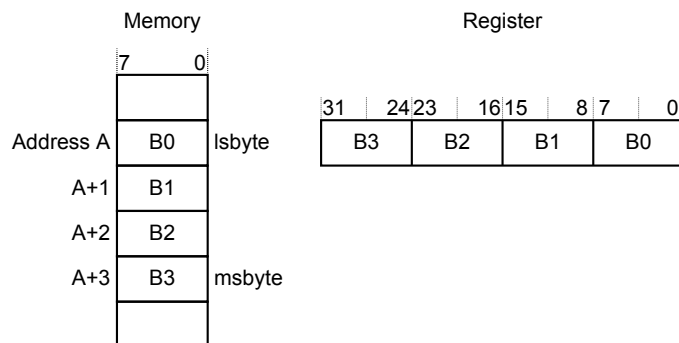 Memory
Register
7 0
31 24 23 16 15 8 7 0
Address A B0 lsbyte
B3 B2 B1 B0
A+1 B1
A+2 B2
A+3 B3 msbyte